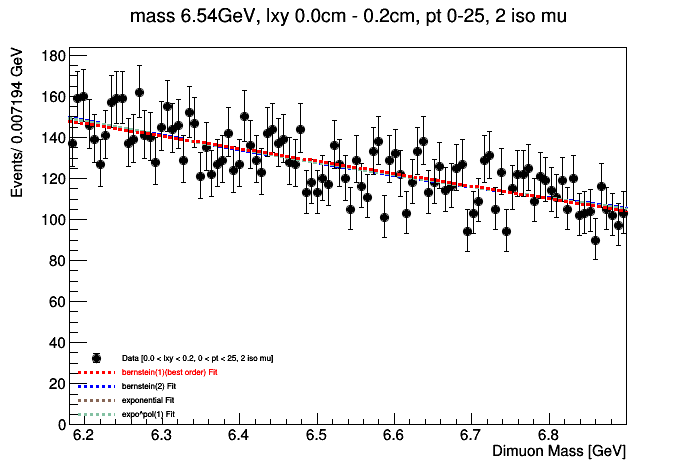 mass 6.54GeV, lxy 0.0cm - 0.2cm, pt 0-25, 2 iso mu
Events/ 0.007194 GeV
180
160
140
120
100
80
60
40
20
0
Data [0.0 < lxy < 0.2, 0 < pt < 25, 2 iso mu]
bernstein(1)(best order) Fit
bernstein(2) Fit
exponential Fit
expo*pol(1) Fit
6.2 6.3 6.4 6.5 6.6 6.7 6.8
Dimuon Mass [GeV]